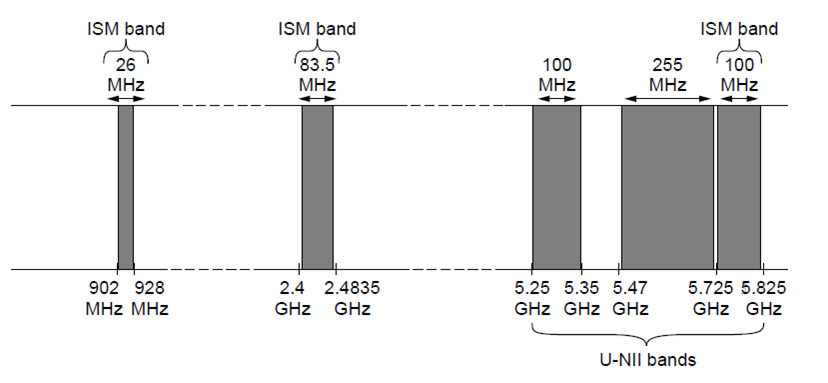 ISM band
ISM band
ISM band
26
MHz
83.5
MHz
100
MHz
255
MHz
100
MHz
902
MHz
928
MHz
2.4
GHz
2.4835
GHz
5.25
GHz
5.35
GHz
5.47
GHz
5.725
GHz
5.825
GHz
U-NII bands